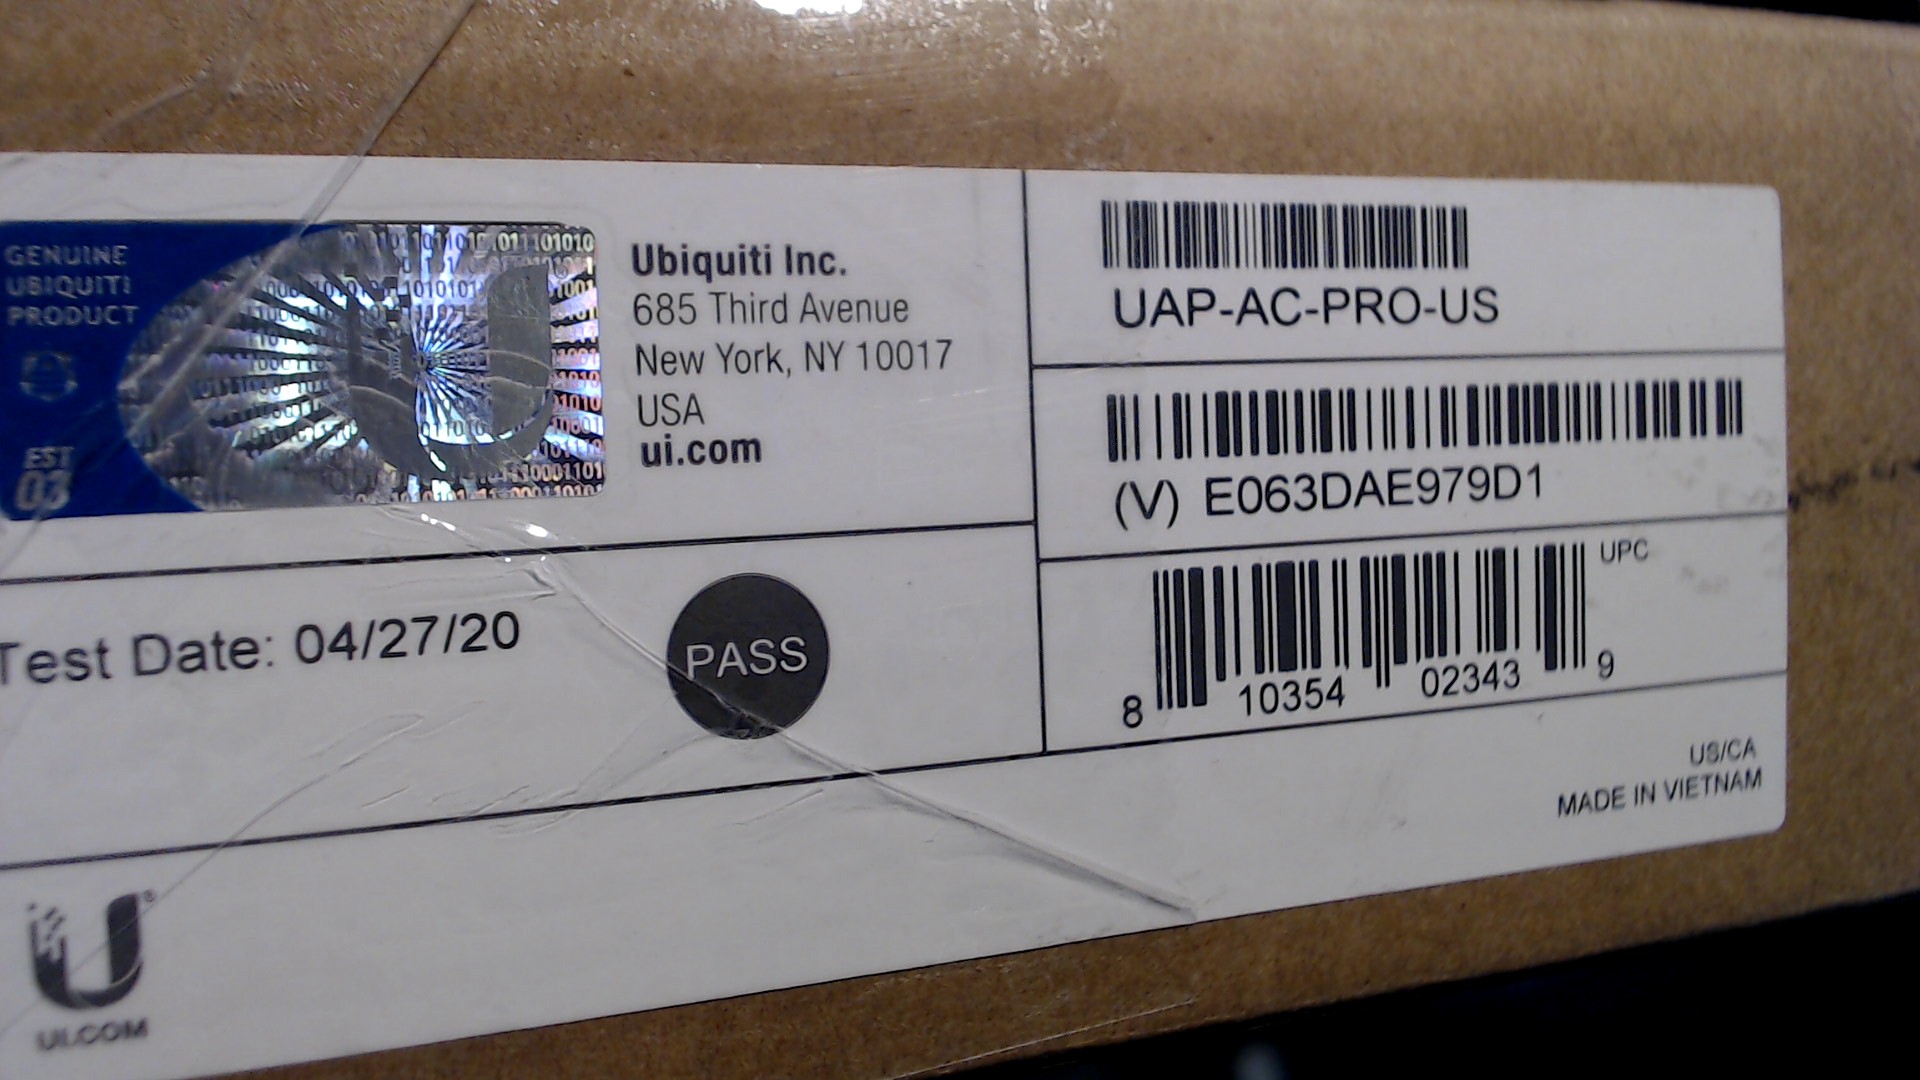 GENUINE
UBIQUITI
PRODUCT
EST
03
Ubiquiti Inc.
685 Third Avenue
New York, NY 10017
USA
ui.com
UAP-AC-PRO-US
(V) E063DAE979D1
UPC
8 10354 02343 9
Test Date: 04/27/20
PASS
US/CA
MADE IN VIETNAM
U®
UI.COM